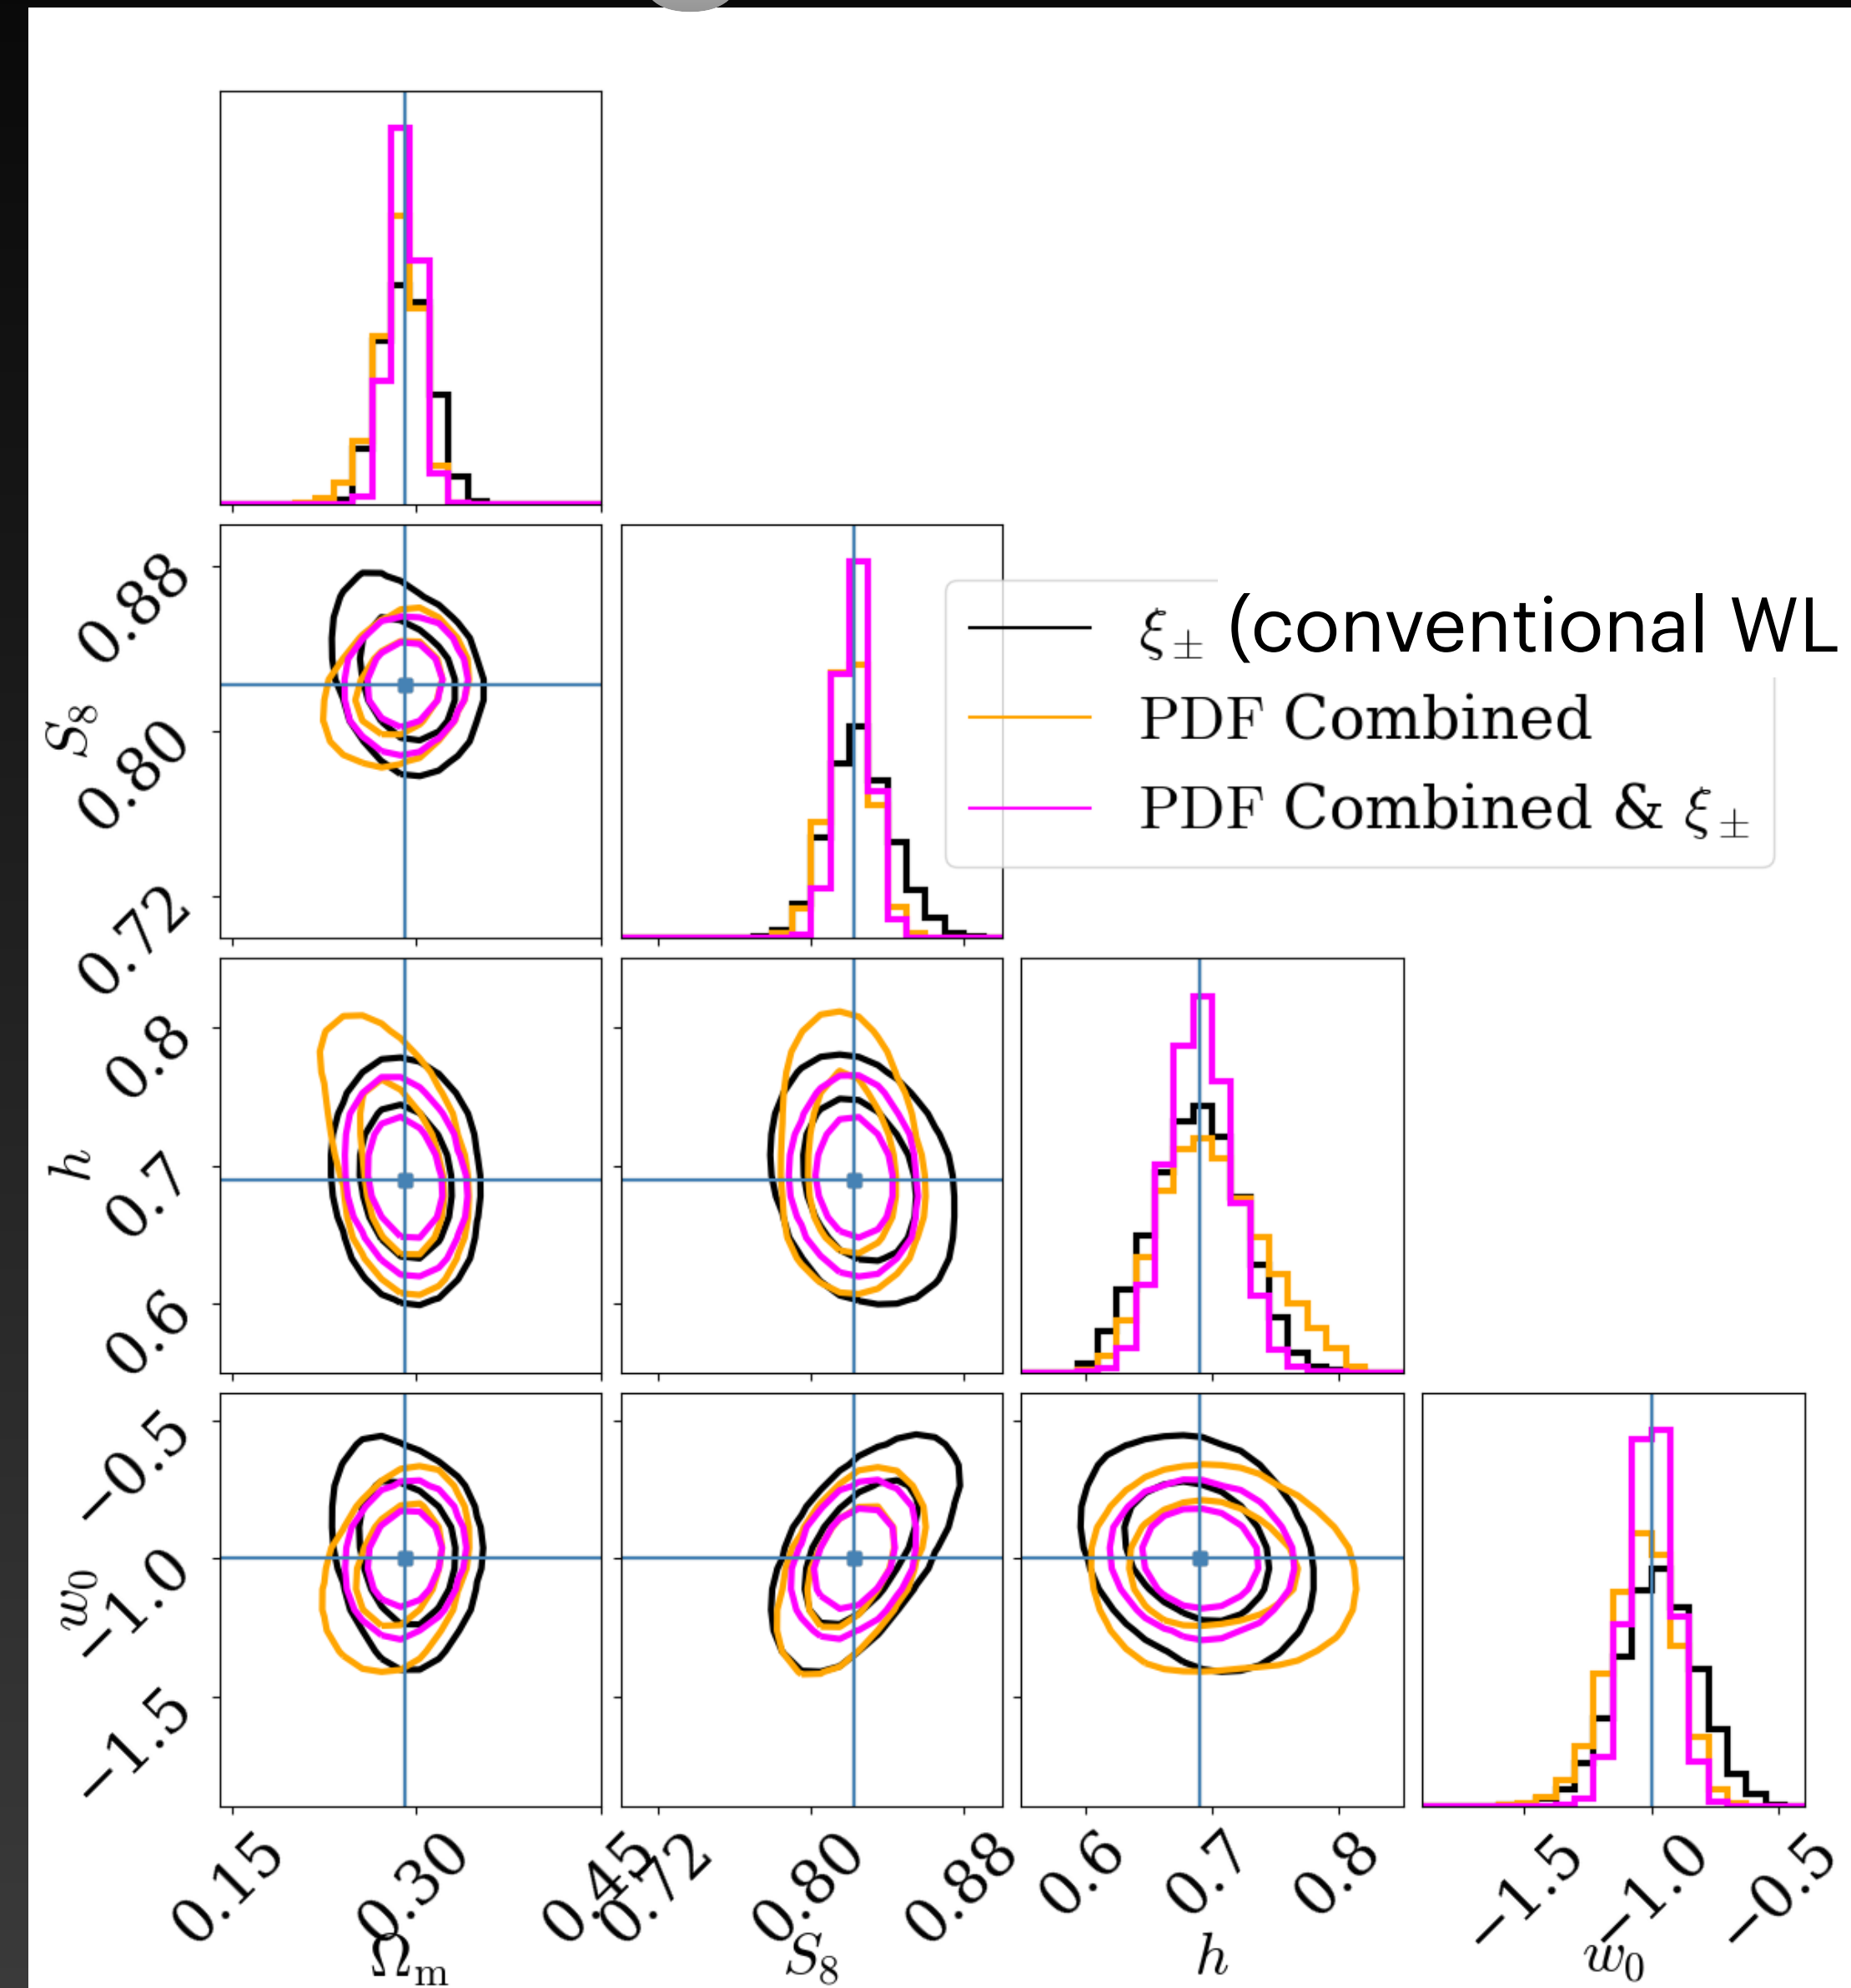 0.88
0.80
0.72
S₈
ξ± (conventional WL
PDF Combined
PDF Combined & ξ±
0.8
0.7
0.6
h
−0.5
−1.0
−1.5
w₀
0.15 0.30 0.45 0.72 0.80 0.88 0.6 0.7 0.8 −1.5 −1.0 −0.5
Ωm S₈ h w₀